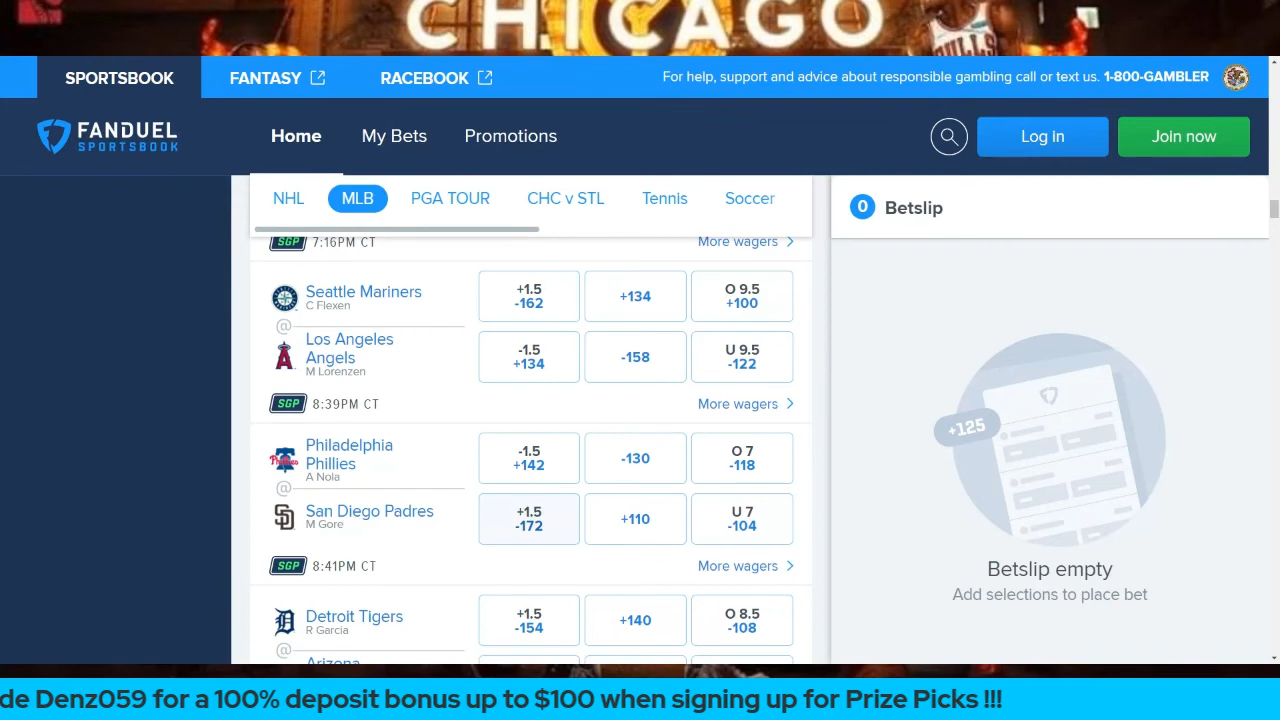 CHICAGO
BULLS
SPORTSBOOK
FANTASY
RACEBOOK
For help, support and advice about responsible gambling call or text us. 1-800-GAMBLER
FANDUEL
SPORTSBOOK
Home
My Bets
Promotions
Log in
Join now
NHL
MLB
PGA TOUR
CHC v STL
Tennis
Soccer
0 Betslip
SGP 7:16PM CT
More wagers
Seattle Mariners
C Flexen
+1.5
-162
+134
O 9.5
+100
@
Los Angeles
Angels
M Lorenzen
-1.5
+134
-158
U 9.5
-122
SGP 8:39PM CT
More wagers
Philadelphia
Phillies
A Nola
-1.5
+142
-130
O 7
-118
@
San Diego Padres
M Gore
+1.5
-172
+110
U 7
-104
SGP 8:41PM CT
More wagers
Detroit Tigers
R Garcia
+1.5
-154
+140
O 8.5
-108
@
Arizona
+125
Betslip empty
Add selections to place bet
de Denz059 for a 100% deposit bonus up to $100 when signing up for Prize Picks !!!